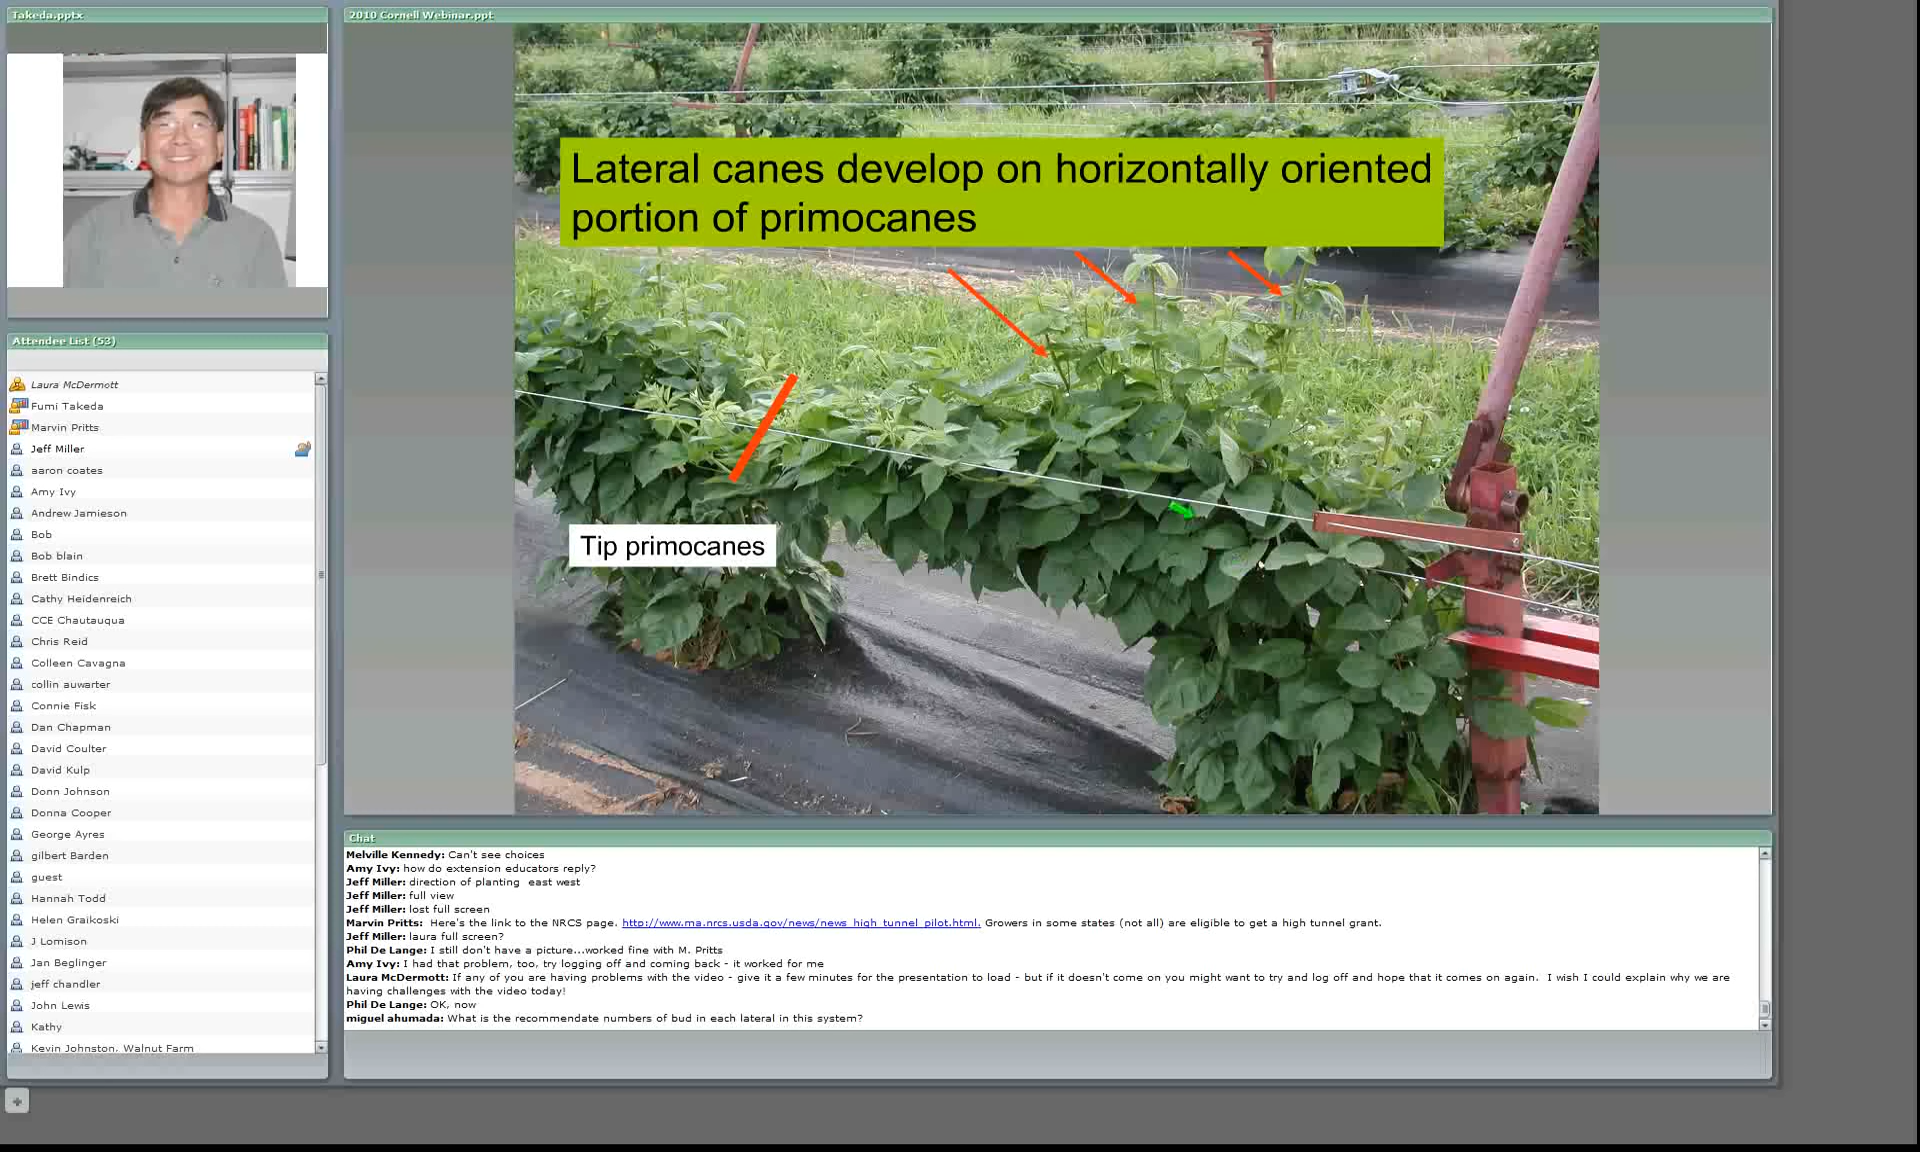 Takeda.pptx
2010 Cornell Webinar.ppt
Lateral canes develop on horizontally oriented
portion of primocanes
Tip primocanes
Attendee List (53)
Laura McDermott
Fumi Takeda
Marvin Pritts
Jeff Miller
aaron coates
Amy Ivy
Andrew Jamieson
Bob
Bob blain
Brett Bindics
Cathy Heidenreich
CCE Chautauqua
Chris Reid
Colleen Cavagna
collin auwarter
Connie Fisk
Dan Chapman
David Coulter
David Kulp
Donn Johnson
Donna Cooper
George Ayres
gilbert Barden
guest
Hannah Todd
Helen Graikoski
J Lomison
Jan Beglinger
jeff chandler
John Lewis
Kathy
Kevin Johnston, Walnut Farm
Chat
Melville Kennedy: Can't see choices
Amy Ivy: how do extension educators reply?
Jeff Miller: direction of planting east west
Jeff Miller: full view
Jeff Miller: lost full screen
Marvin Pritts: Here's the link to the NRCS page. http://www.ma.nrcs.usda.gov/news/news_high_tunnel_pilot.html. Growers in some states (not all) are eligible to get a high tunnel grant.
Jeff Miller: laura full screen?
Phil De Lange: I still don't have a picture...worked fine with M. Pritts
Amy Ivy: I had that problem, too, try logging off and coming back - it worked for me
Laura McDermott: If any of you are having problems with the video - give it a few minutes for the presentation to load - but if it doesn't come on you might want to try and log off and hope that it comes on again. I wish I could explain why we are
having challenges with the video today!
Phil De Lange: OK, now
miguel ahumada: What is the recommendate numbers of bud in each lateral in this system?